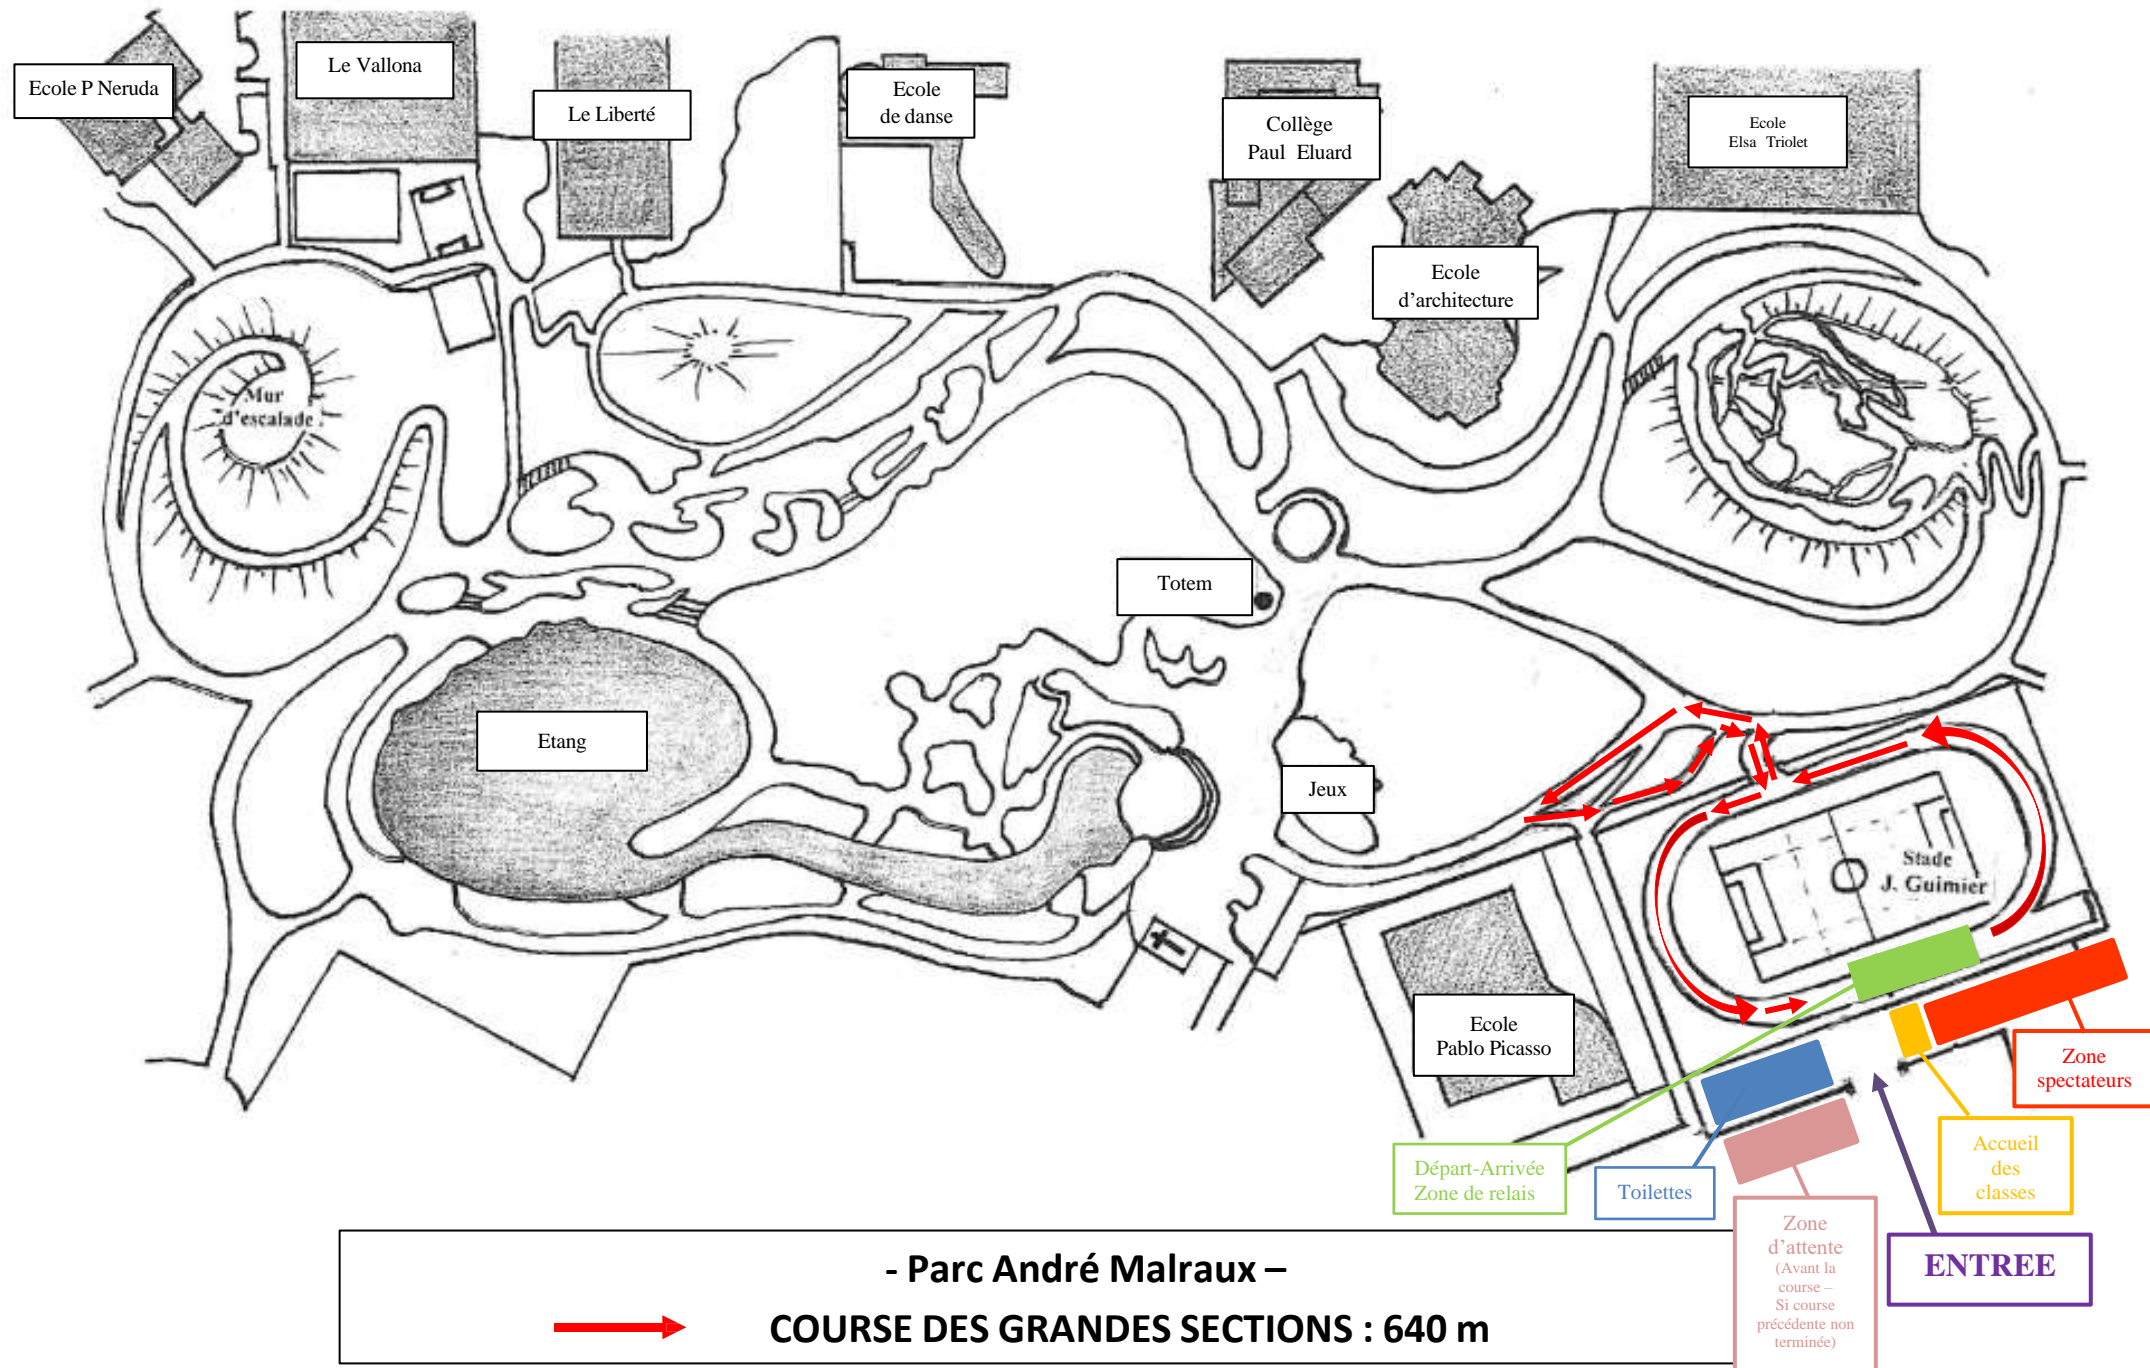 Ecole P Neruda
Le Vallona
Le Liberté
Ecole
de danse
Collège
Paul Eluard
Ecole
Elsa Triolet
Ecole
d'architecture
Mur
d'escalade
Totem
Etang
Jeux
Stade
J. Guimier
Ecole
Pablo Picasso
Zone
spectateurs
Accueil
des
classes
Départ-Arrivée
Zone de relais
Toilettes
Zone
d'attente
(Avant la
course –
Si course
précédente non
terminée)
ENTREE
- Parc André Malraux –
COURSE DES GRANDES SECTIONS : 640 m